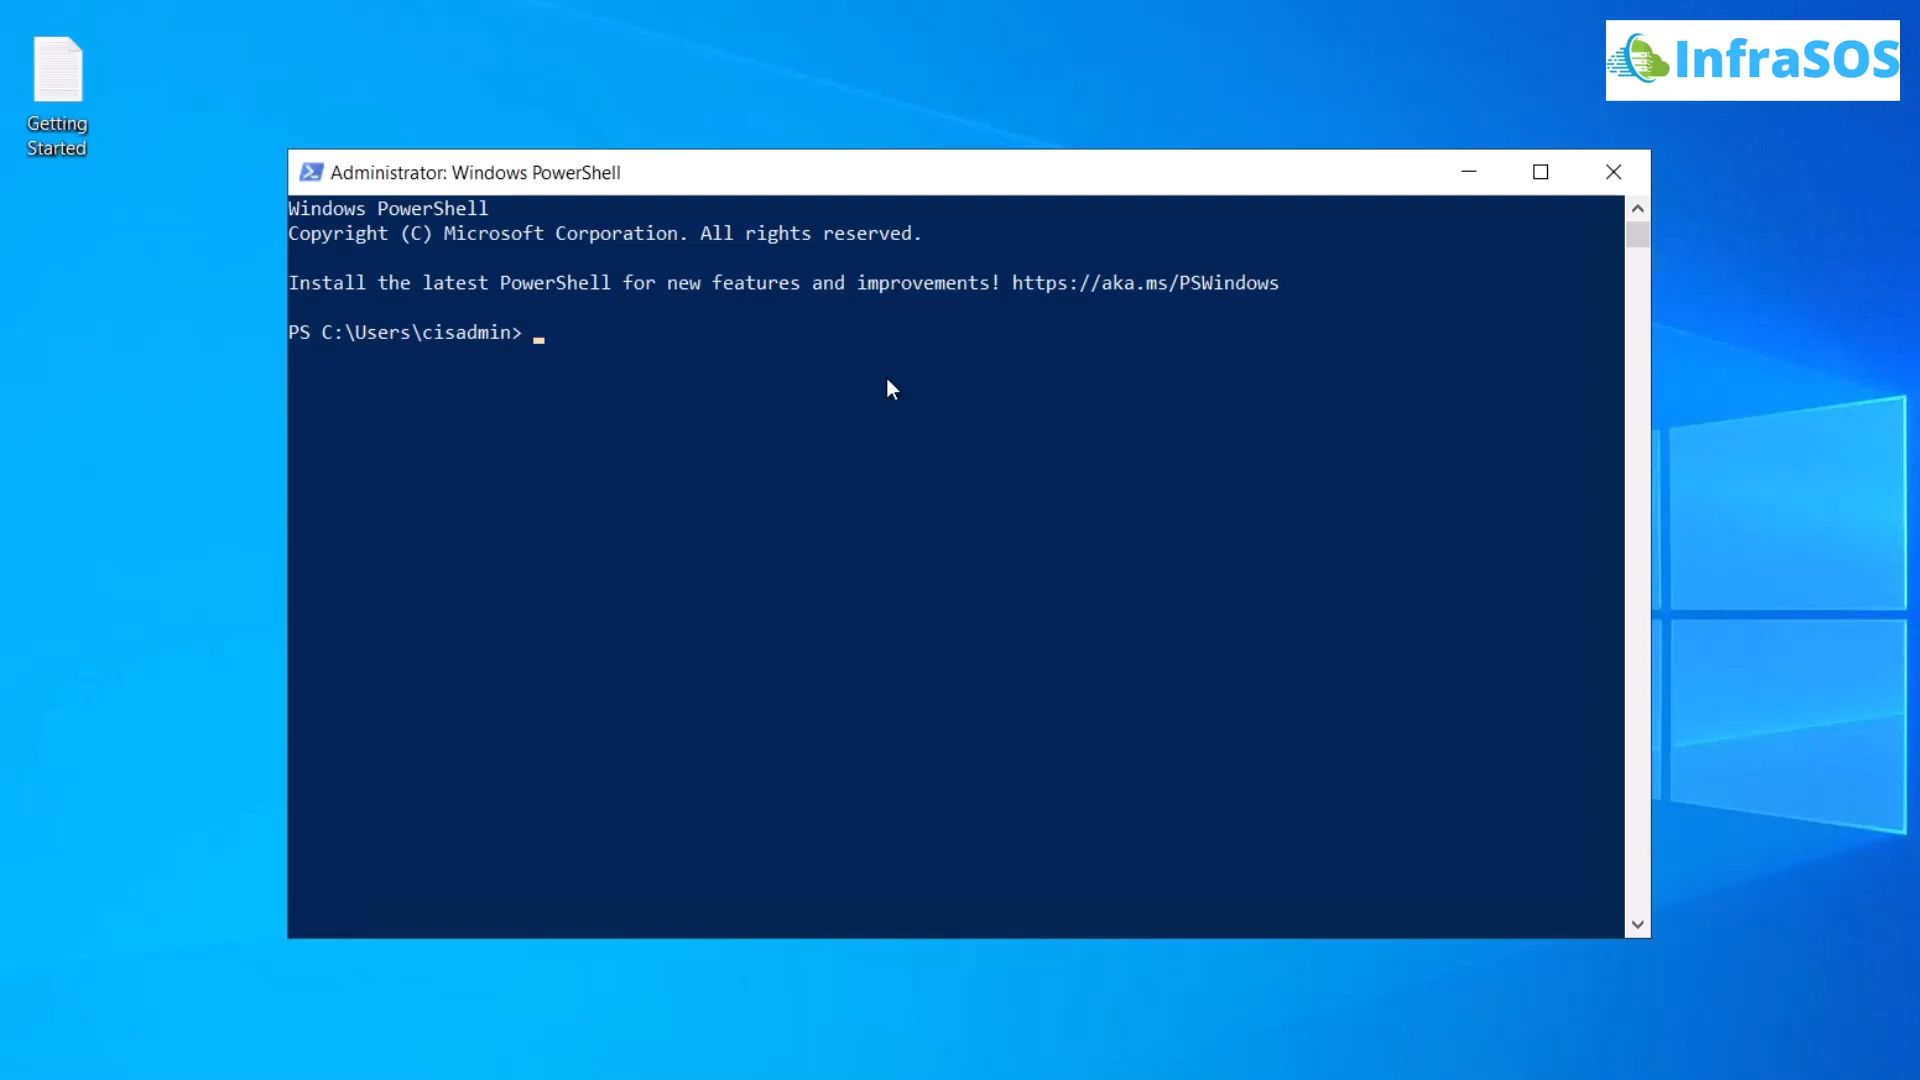 InfraSOS
Getting
Started
Administrator: Windows PowerShell
Windows PowerShell
Copyright (C) Microsoft Corporation. All rights reserved.
Install the latest PowerShell for new features and improvements! https://aka.ms/PSWindows
PS C:\Users\cisadmin>